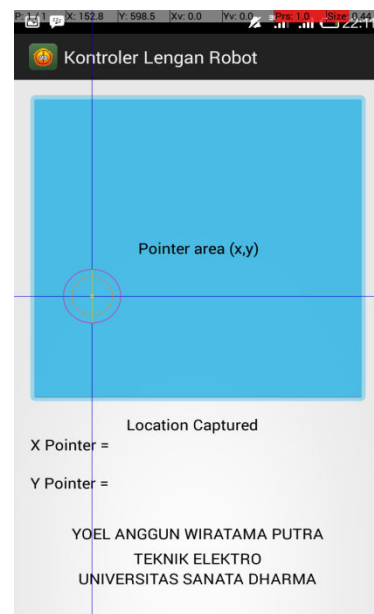 P: 1 / 1 X: 152.8 Y: 598.5 Xv: 0.0 Yv: 0.0 Prs: 1.0 Size: 0.44
Kontroler Lengan Robot
Pointer area (x,y)
Location Captured
X Pointer =
Y Pointer =
YOEL ANGGUN WIRATAMA PUTRA
TEKNIK ELEKTRO
UNIVERSITAS SANATA DHARMA